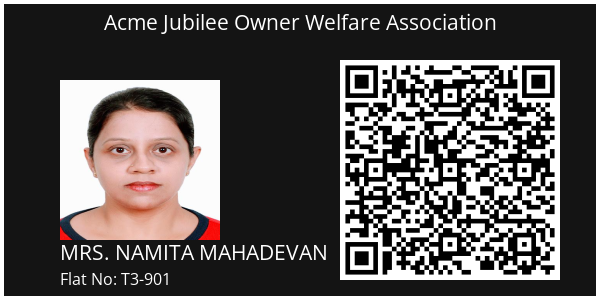 Acme Jubilee Owner Welfare Association
MRS. NAMITA MAHADEVAN
Flat No: T3-901